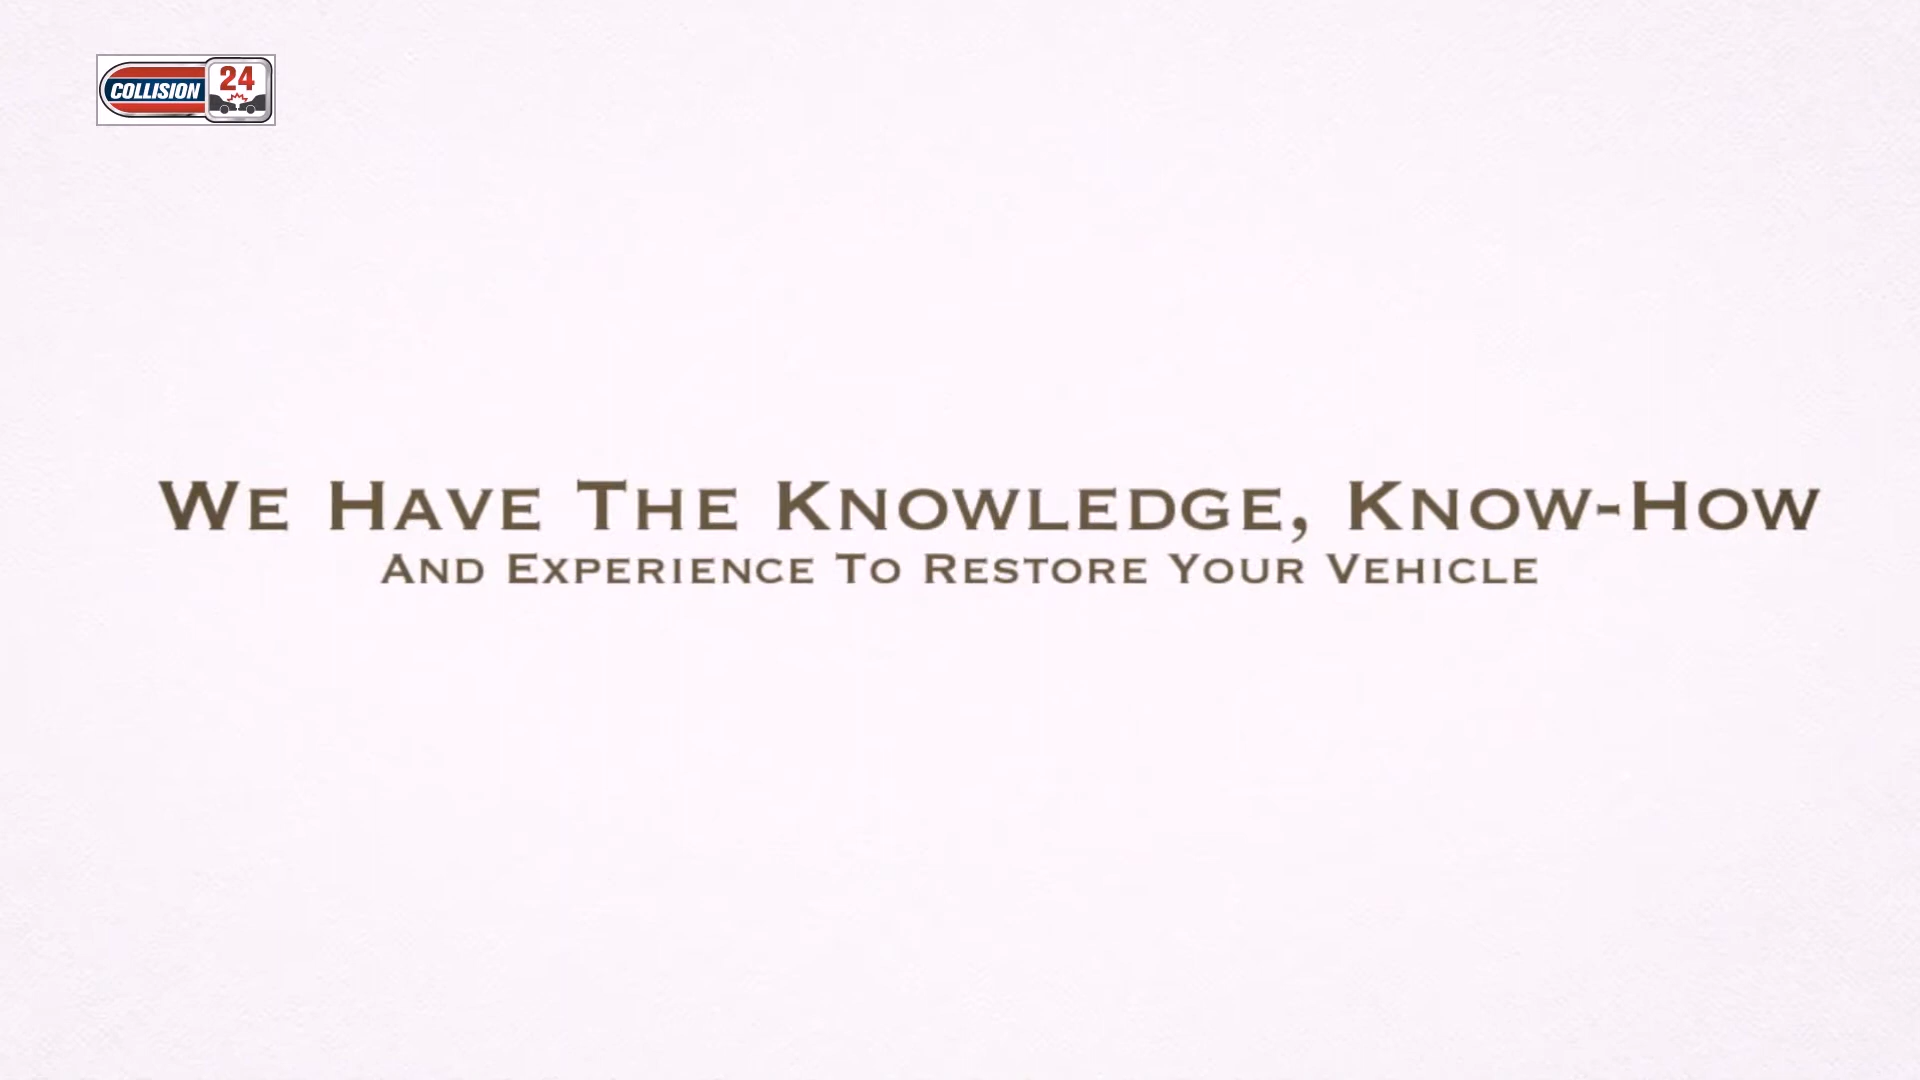 COLLISION 24
We Have The Knowledge, Know-How
And Experience To Restore Your Vehicle